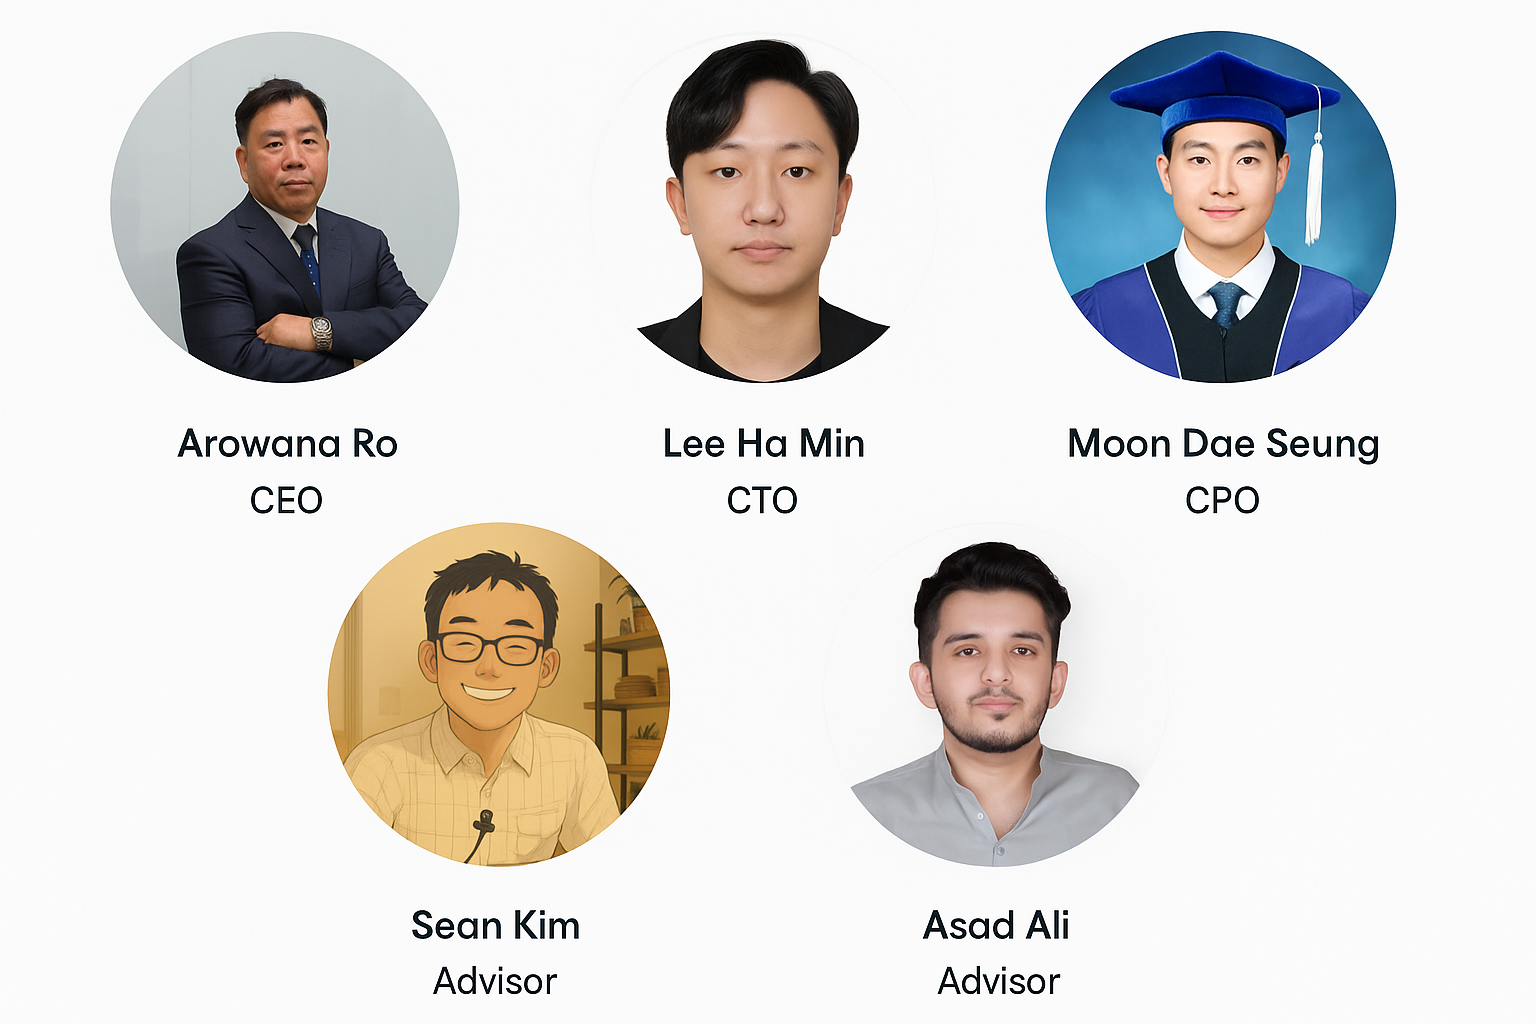 Arowana Ro
CEO
Lee Ha Min
CTO
Moon Dae Seung
CPO
Sean Kim
Advisor
Asad Ali
Advisor